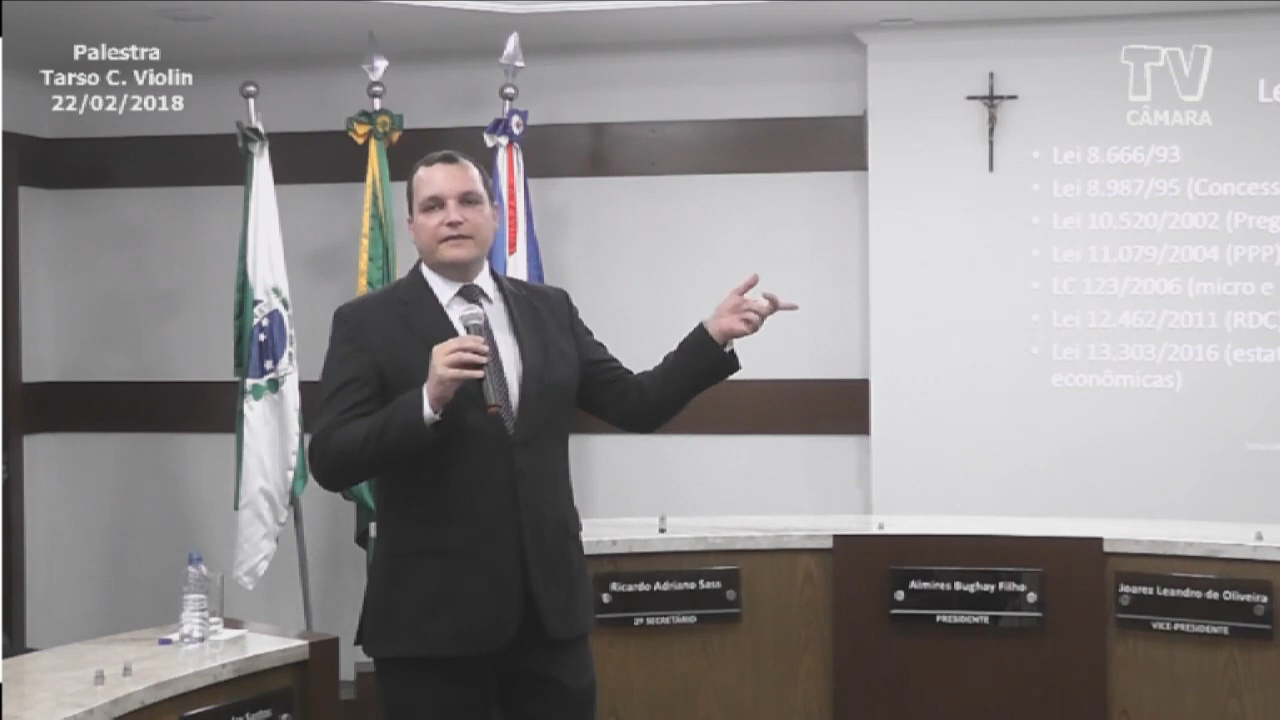 Palestra
Tarso C. Violin
22/02/2018
TV
CÂMARA
• Lei 8.666/93
• Lei 8.987/95 (Concess
• Lei 10.520/2002 (Preg
• Lei 11.079/2004 (PPP)
• LC 123/2006 (micro e
• Lei 12.462/2011 (RDC
• Lei 13.303/2016 (estat
econômicas)
Ricardo Adriano Sass
2º SECRETÁRIO
Almires Bughay Filho
PRESIDENTE
Joarez Leandro de Oliveira
VICE-PRESIDENTE
Santos